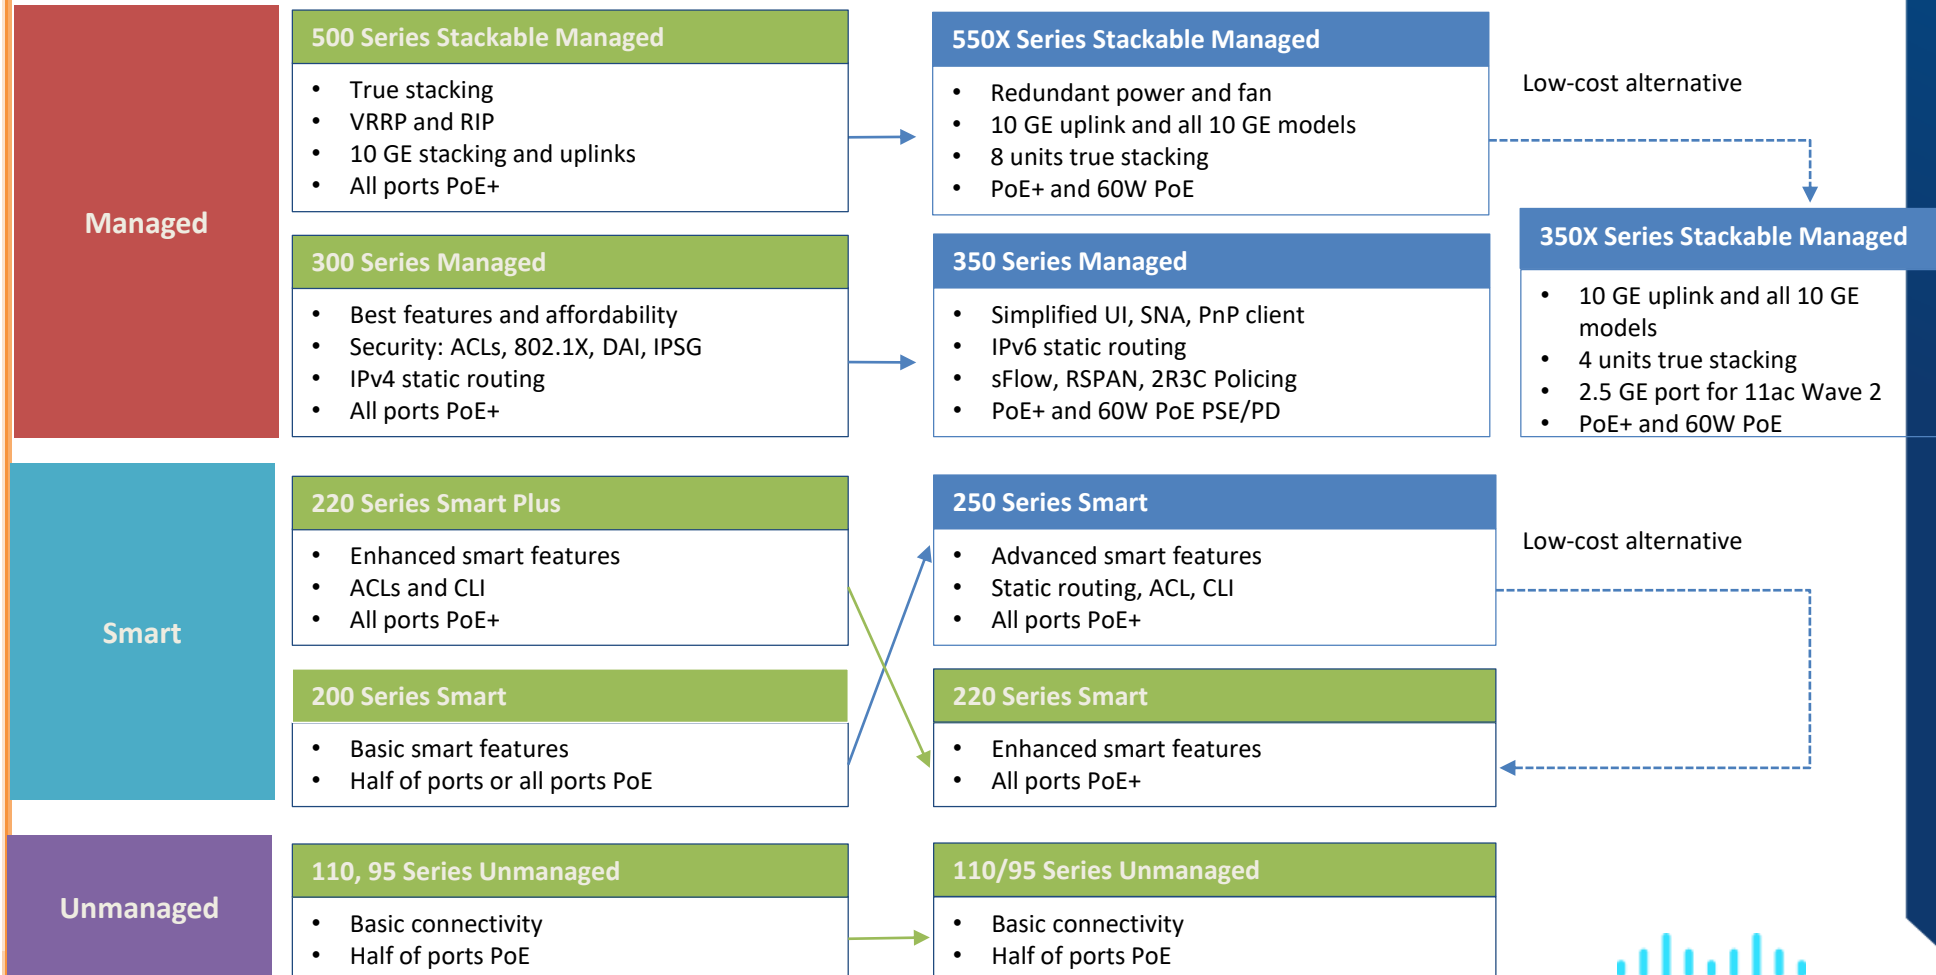 Managed
500 Series Stackable Managed
• True stacking
• VRRP and RIP
• 10 GE stacking and uplinks
• All ports PoE+
550X Series Stackable Managed
• Redundant power and fan
• 10 GE uplink and all 10 GE models
• 8 units true stacking
• PoE+ and 60W PoE
Low-cost alternative
300 Series Managed
• Best features and affordability
• Security: ACLs, 802.1X, DAI, IPSG
• IPv4 static routing
• All ports PoE+
350 Series Managed
• Simplified UI, SNA, PnP client
• IPv6 static routing
• sFlow, RSPAN, 2R3C Policing
• PoE+ and 60W PoE PSE/PD
350X Series Stackable Managed
• 10 GE uplink and all 10 GE
models
• 4 units true stacking
• 2.5 GE port for 11ac Wave 2
• PoE+ and 60W PoE
Smart
220 Series Smart Plus
• Enhanced smart features
• ACLs and CLI
• All ports PoE+
250 Series Smart
• Advanced smart features
• Static routing, ACL, CLI
• All ports PoE+
Low-cost alternative
200 Series Smart
• Basic smart features
• Half of ports or all ports PoE
220 Series Smart
• Enhanced smart features
• All ports PoE+
Unmanaged
110, 95 Series Unmanaged
• Basic connectivity
• Half of ports PoE
110/95 Series Unmanaged
• Basic connectivity
• Half of ports PoE